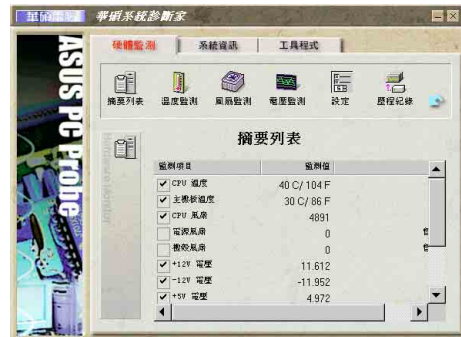 華碩 華碩系統診斷家
ASUS PC Probe
硬體監測 系統資訊 工具程式
摘要列表 溫度監測 風扇監測 電壓監測 設定 歷程紀錄
Hardware Monitor
摘要列表
監測項目 監測值
CPU 溫度 40 C/ 104 F
主機板溫度 30 C/ 86 F
CPU 風扇 4891
電源風扇 0
機殼風扇 0
+12V 電壓 11.612
-12V 電壓 -11.952
+5V 電壓 4.972